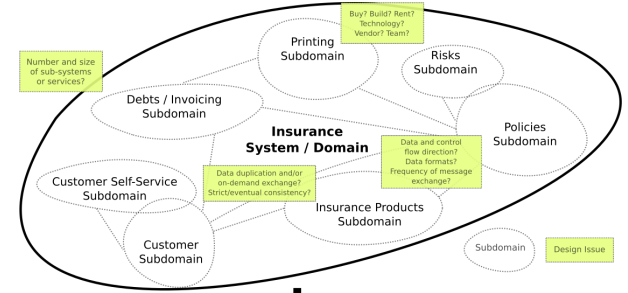 Buy? Build? Rent?
Technology?
Vendor? Team?
Number and size
of sub-systems
or services?
Printing
Subdomain
Risks
Subdomain
Debts / Invoicing
Subdomain
Insurance
System / Domain
Policies
Subdomain
Data and control
flow direction?
Data formats?
Frequency of message
exchange?
Data duplication and/or
on-demand exchange?
Strict/eventual consistency?
Customer Self-Service
Subdomain
Insurance Products
Subdomain
Customer
Subdomain
Subdomain
Design Issue